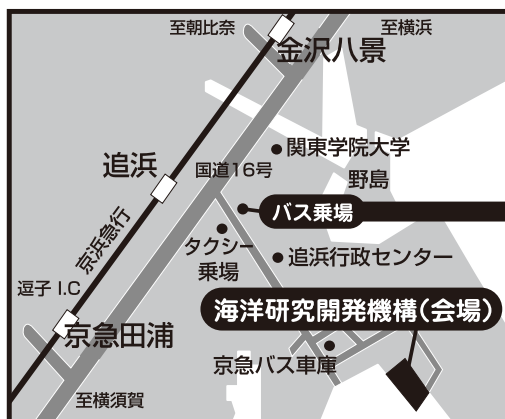 至朝比奈
至横浜
金沢八景
関東学院大学
追浜
国道16号
野島
バス乗場
京浜急行
タクシー
乗場
追浜行政センター
逗子 I.C
海洋研究開発機構(会場)
京急田浦
京急バス車庫
至横須賀